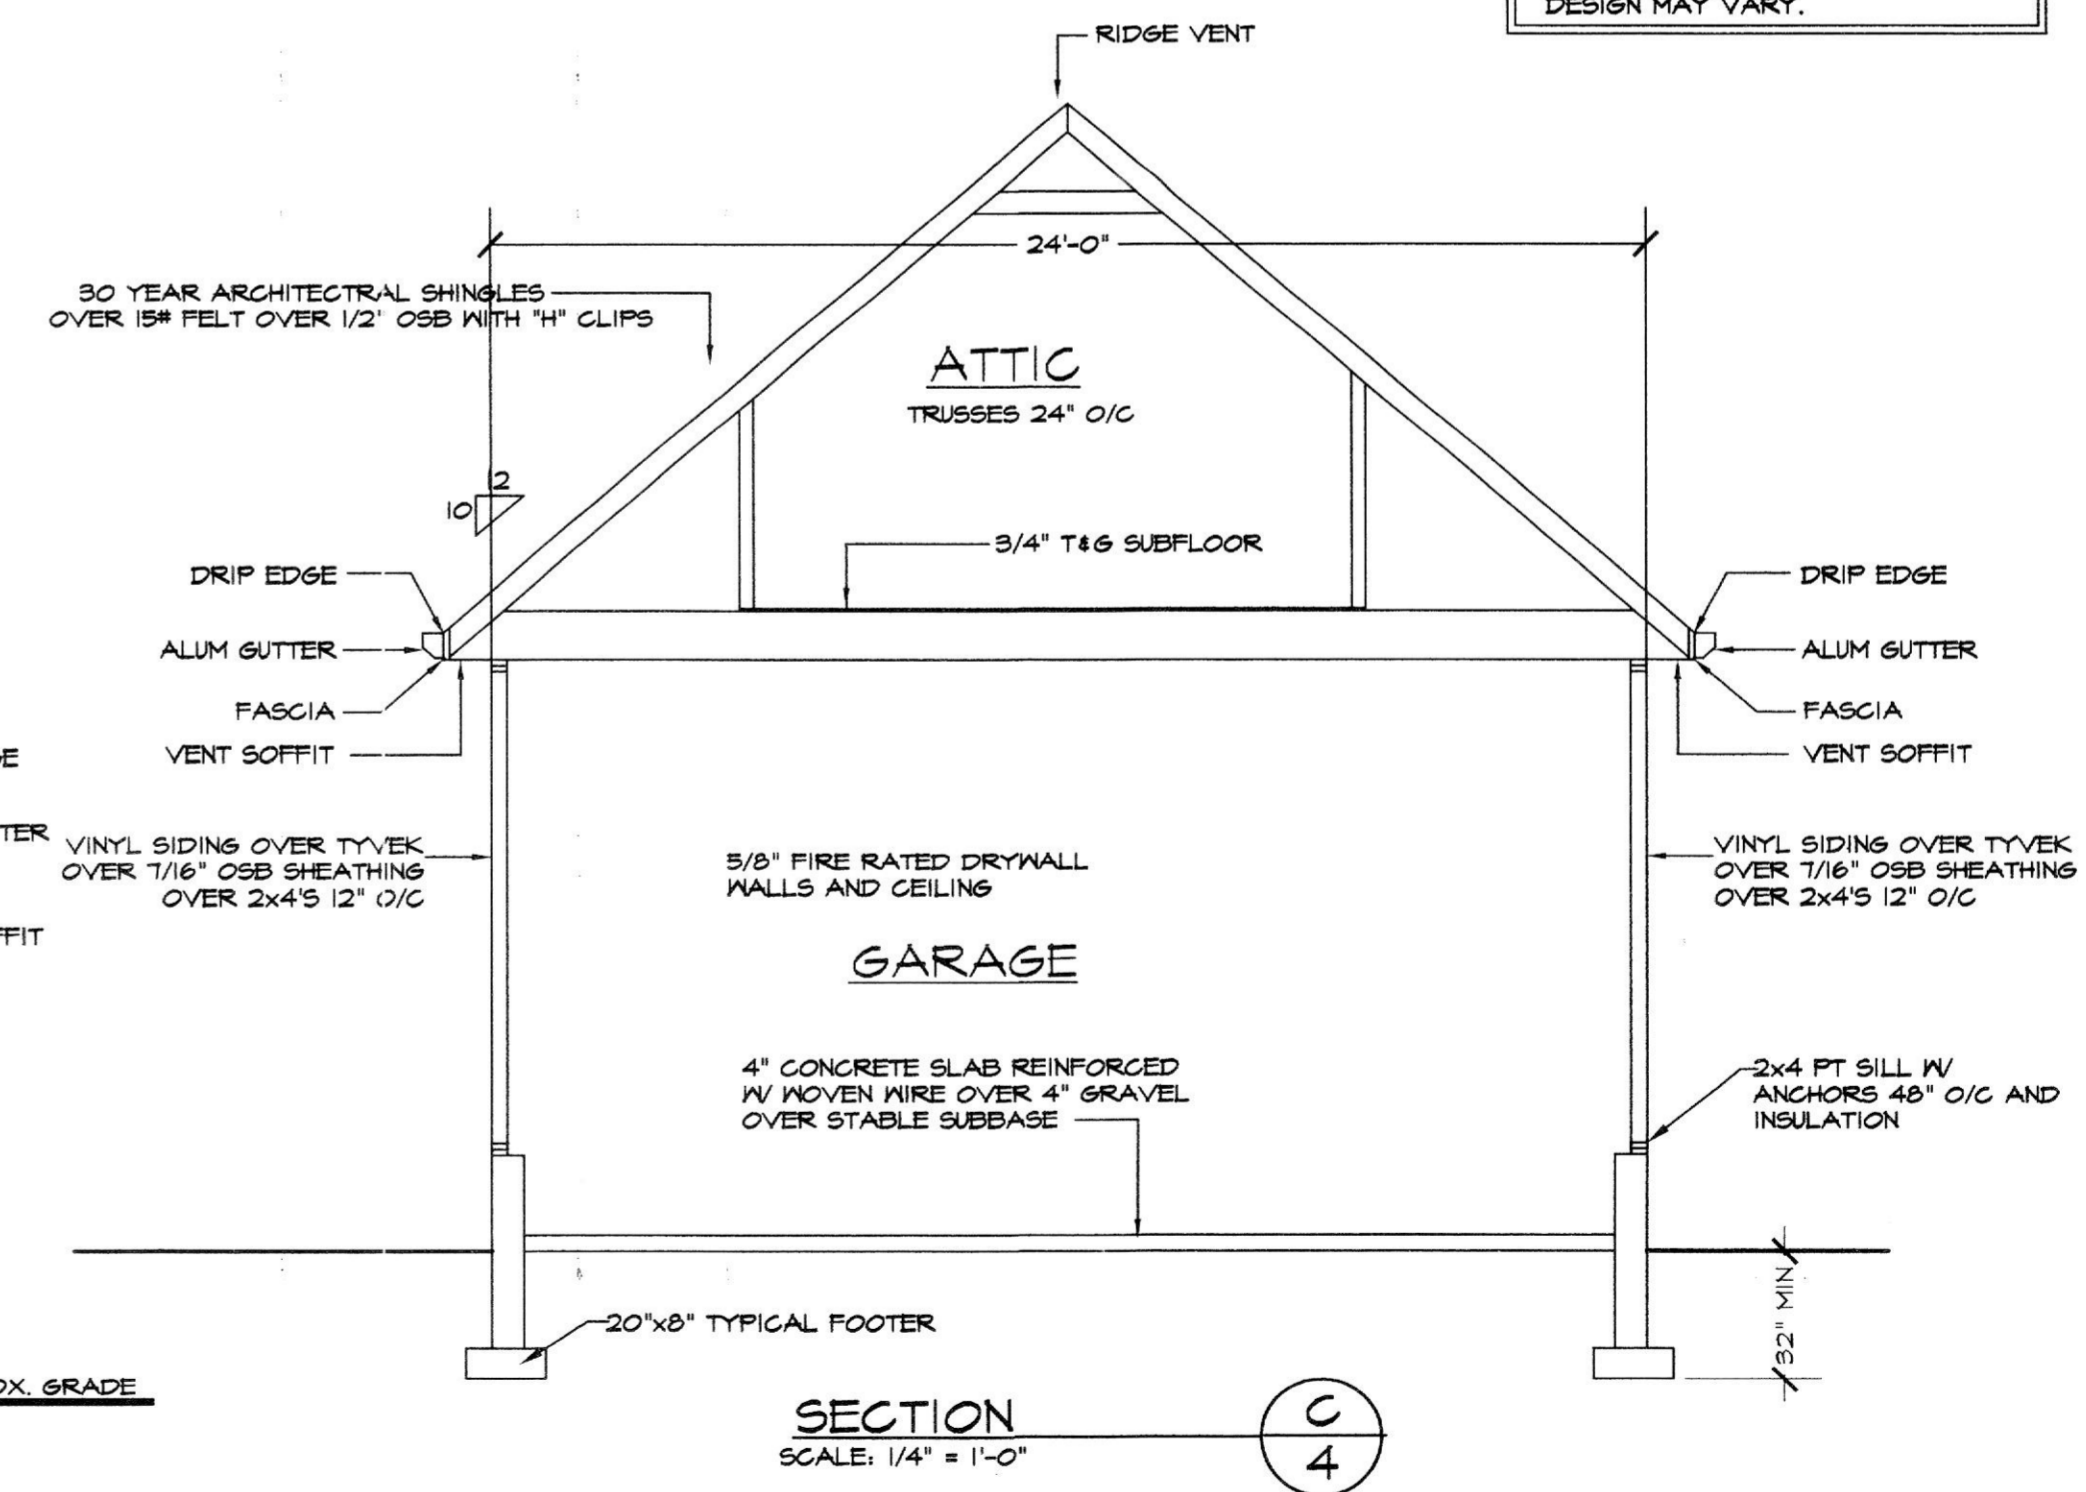 DESIGN MAY VARY.
RIDGE VENT
24'-0"
30 YEAR ARCHITECTRAL SHINGLES
OVER 15# FELT OVER 1/2' OSB WITH "H" CLIPS
ATTIC
TRUSSES 24" O/C
12
10
3/4" T&G SUBFLOOR
DRIP EDGE
DRIP EDGE
ALUM GUTTER
ALUM GUTTER
FASCIA
FASCIA
VENT SOFFIT
VENT SOFFIT
VINYL SIDING OVER TYVEK
OVER 7/16" OSB SHEATHING
OVER 2x4'S 12" O/C
5/8" FIRE RATED DRYWALL
WALLS AND CEILING
VINYL SIDING OVER TYVEK
OVER 7/16" OSB SHEATHING
OVER 2x4'S 12" O/C
GARAGE
4" CONCRETE SLAB REINFORCED
W/ WOVEN WIRE OVER 4" GRAVEL
OVER STABLE SUBBASE
2x4 PT SILL W/
ANCHORS 48" O/C AND
INSULATION
32" MIN
20"x8" TYPICAL FOOTER
GRADE
SECTION
SCALE: 1/4" = 1'-0"
C
4